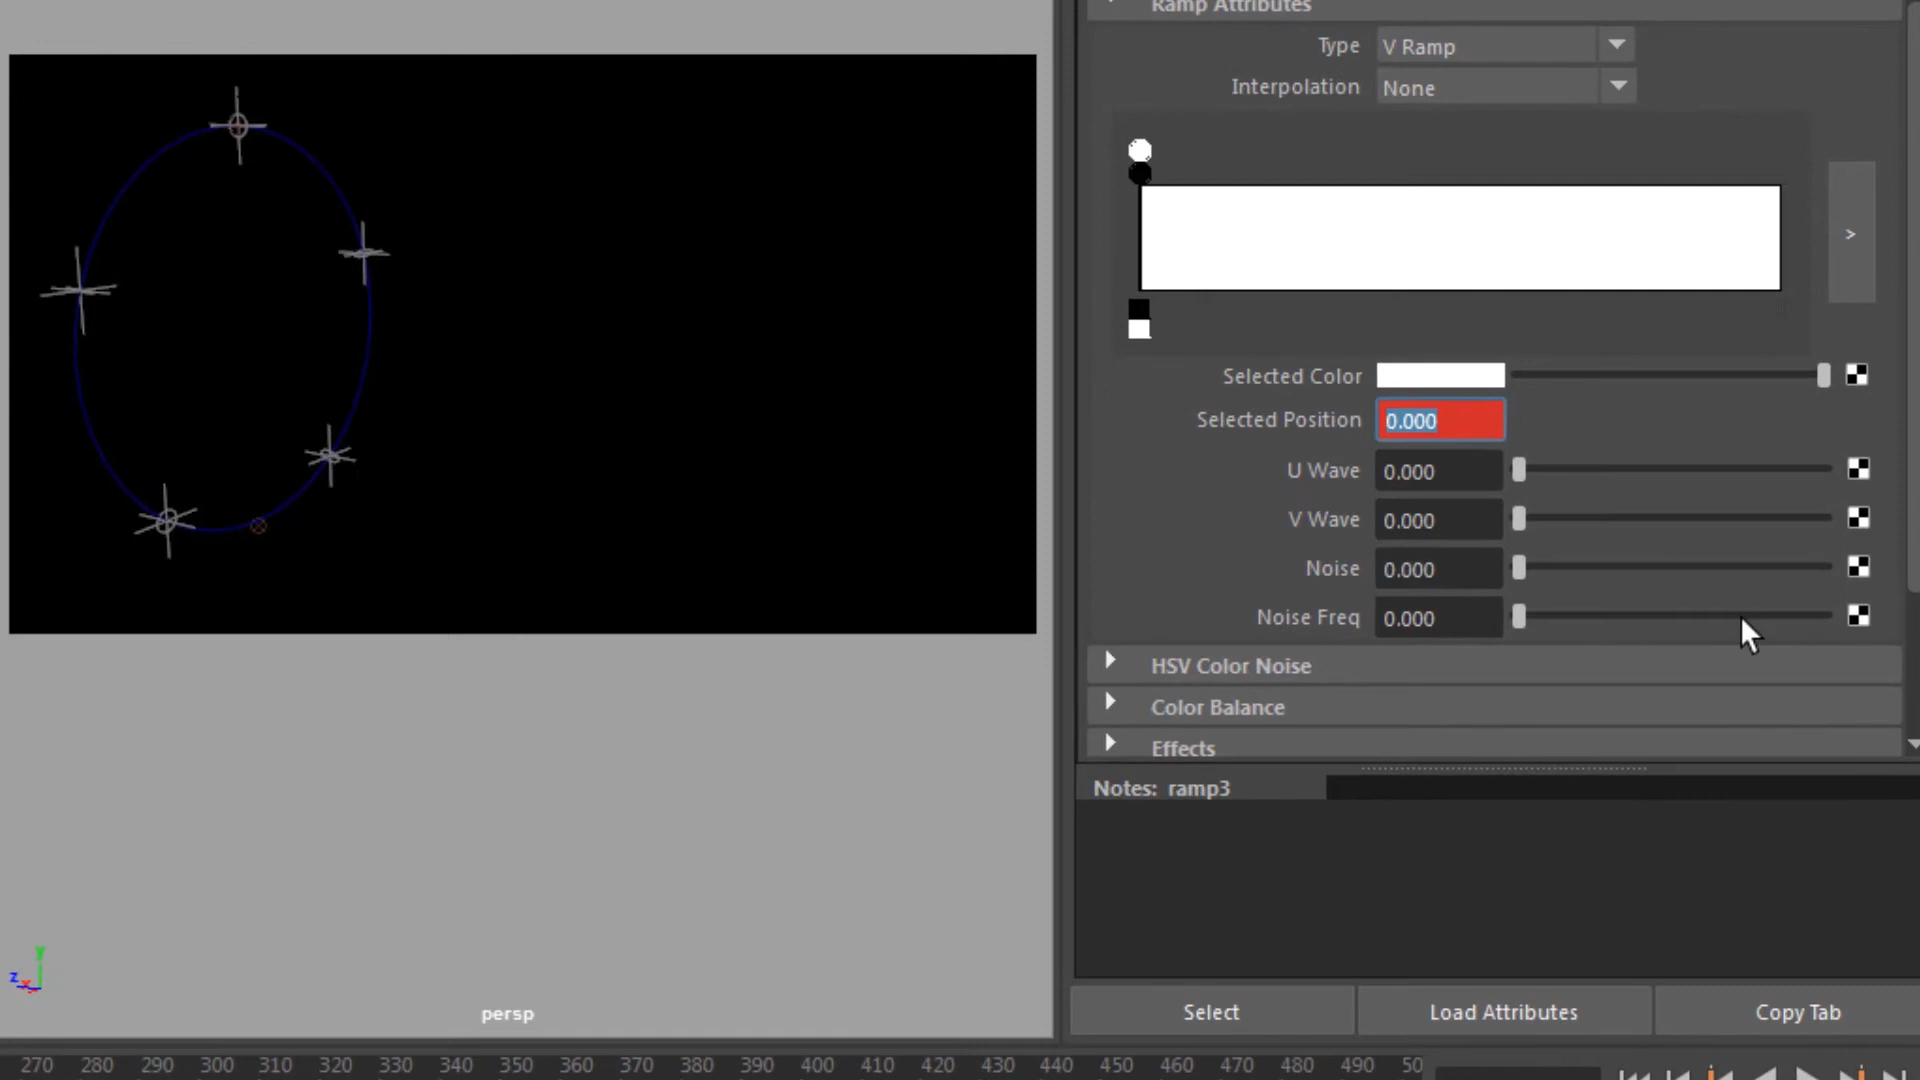 Ramp Attributes
Type V Ramp
Interpolation None
>
Selected Color
Selected Position 0.000
U Wave 0.000
V Wave 0.000
Noise 0.000
Noise Freq 0.000
HSV Color Noise
Color Balance
Effects
Notes: ramp3
y
z x
persp
Select Load Attributes Copy Tab
270 280 290 300 310 320 330 340 350 360 370 380 390 400 410 420 430 440 450 460 470 480 490 50